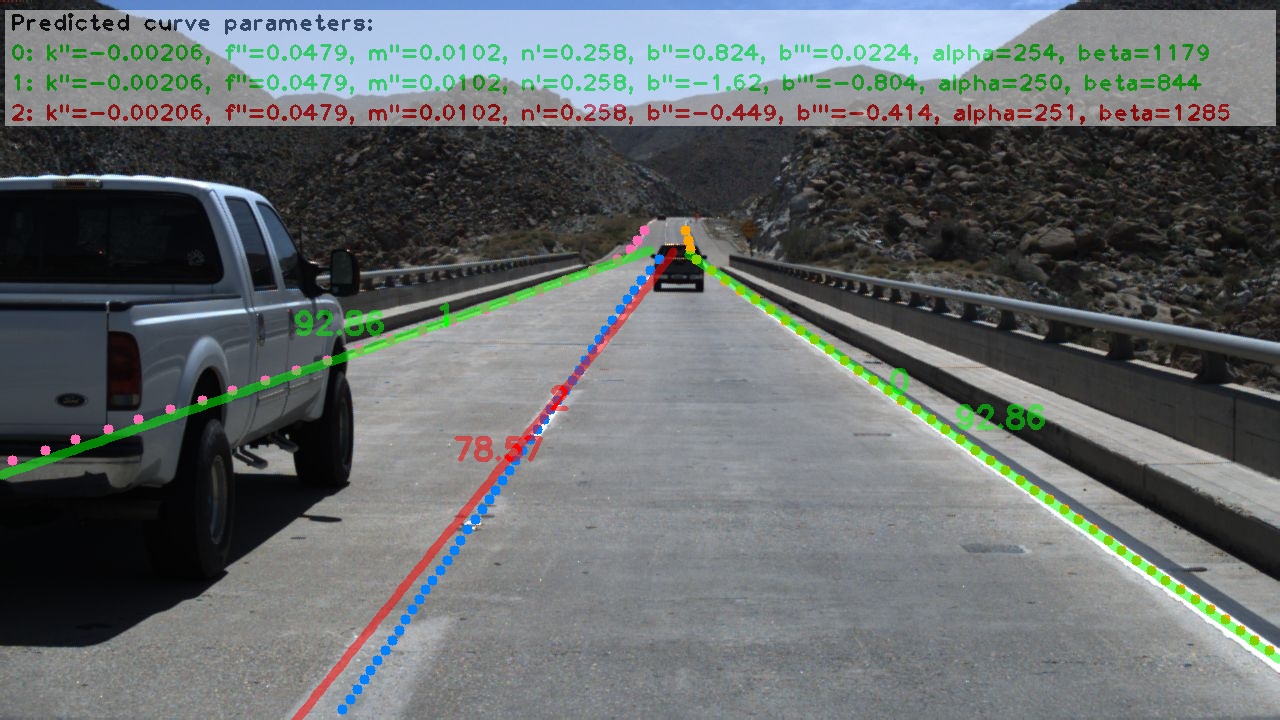 Predicted curve parameters:
0: k''=-0.00206, f''=0.0479, m''=0.0102, n'=0.258, b''=0.824, b'''=0.0224, alpha=254, beta=1179
1: k''=-0.00206, f''=0.0479, m''=0.0102, n'=0.258, b''=-1.62, b'''=-0.804, alpha=250, beta=844
2: k''=-0.00206, f''=0.0479, m''=0.0102, n'=0.258, b''=-0.449, b'''=-0.414, alpha=251, beta=1285
92.86
1
0
2
92.86
78.57
Ford